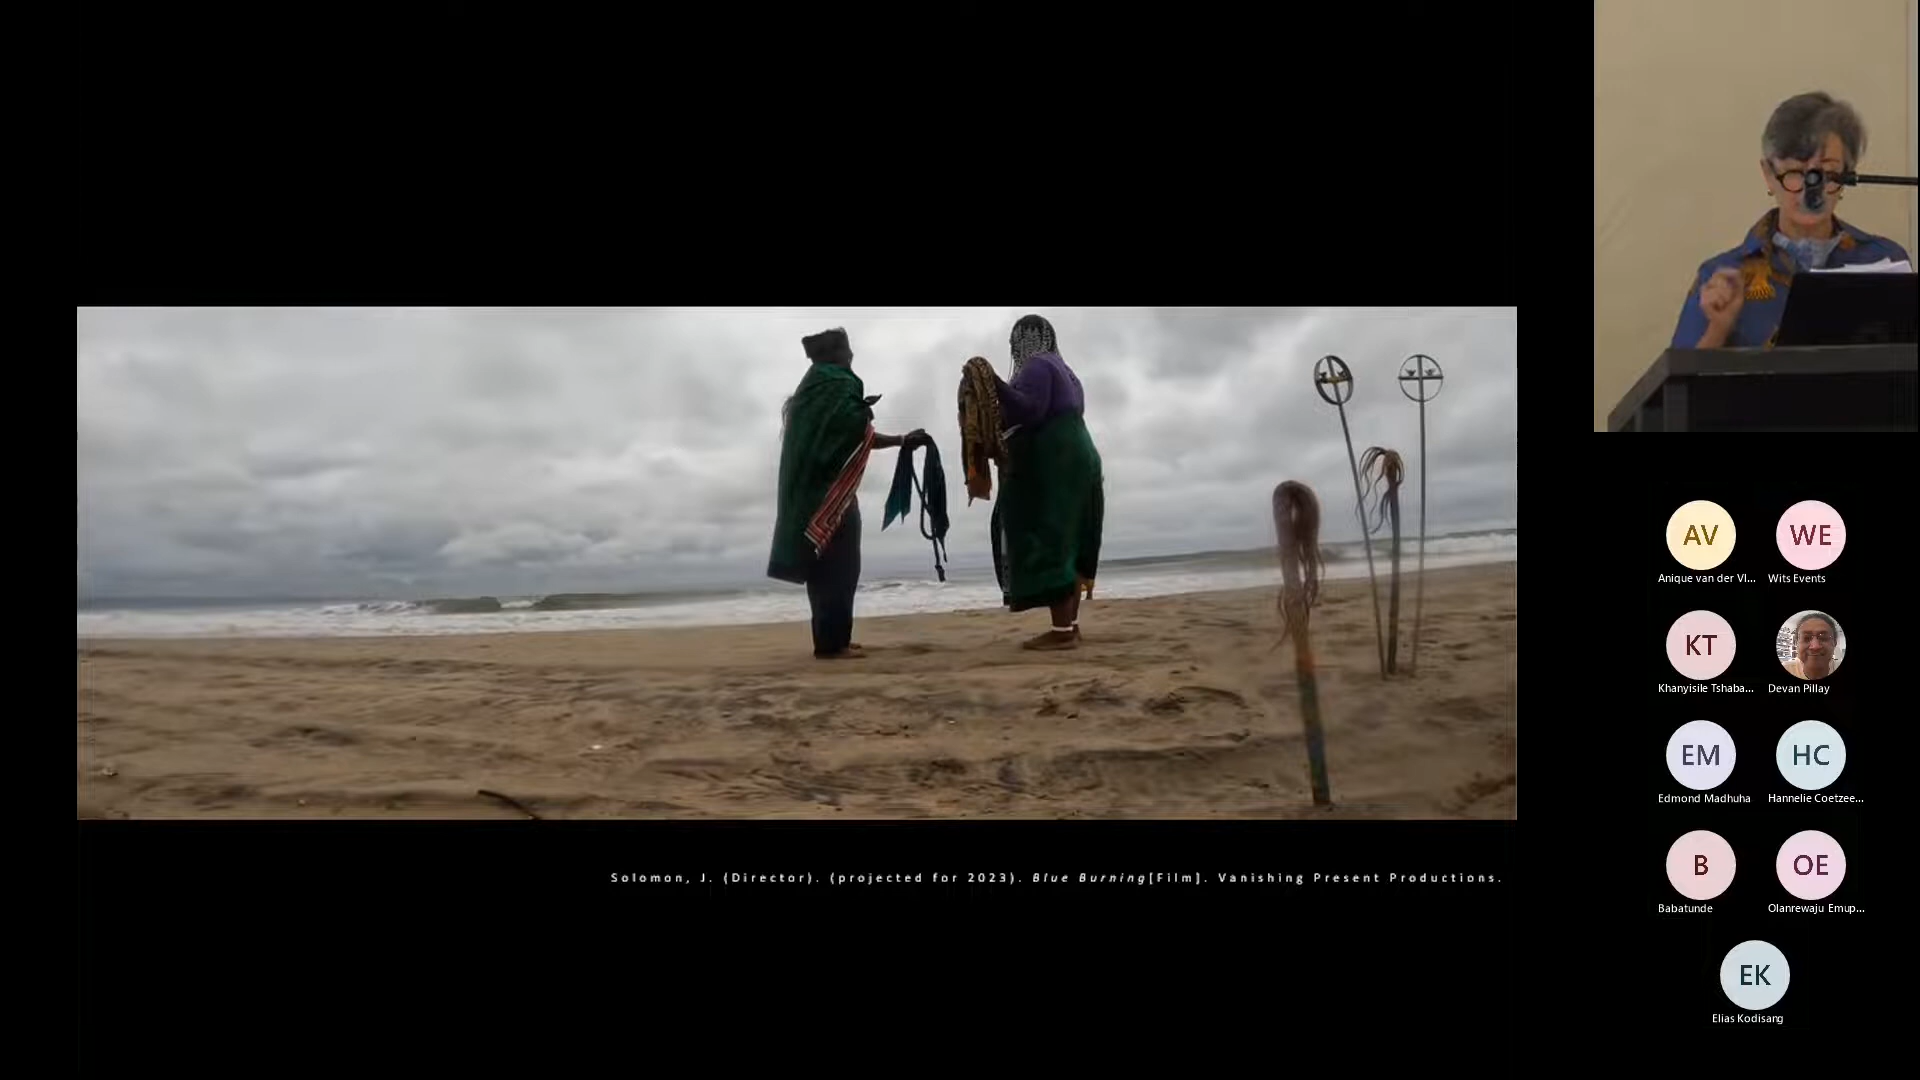 Solomon, J. (Director). (projected for 2023). Blue Burning[Film]. Vanishing Present Productions.
AV
WE
Anique van der Vl...
Wits Events
KT
Khanyisile Tshaba...
Devan Pillay
EM
HC
Edmond Madhuha
Hannelie Coetzee...
B
OE
Babatunde
Olanrewaju Emup...
EK
Elias Kodisang